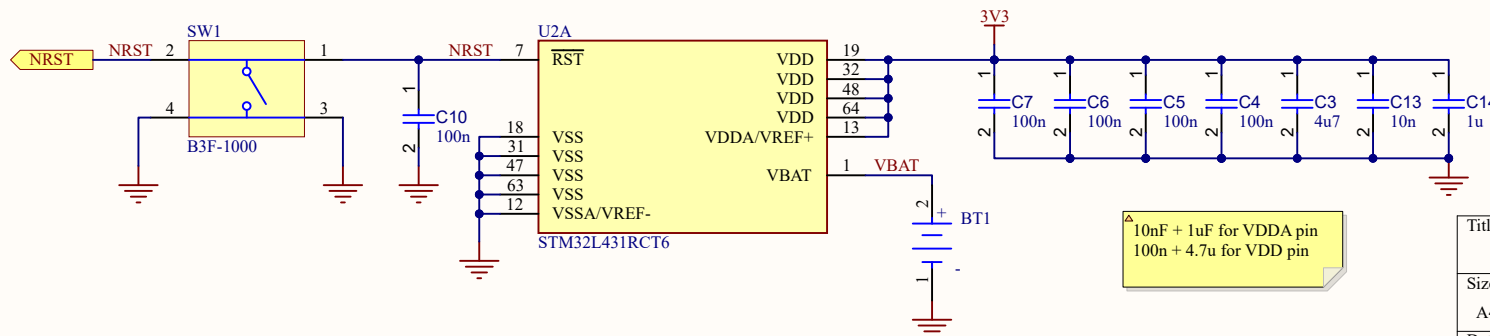 3V3
SW1
U2A
NRST
NRST 2
1
NRST 7
RST
VDD 19
VDD 32
VDD 48
VDD 64
VDDA/VREF+ 13
VBAT 1 VBAT
4
3
B3F-1000
1
C10
100n
2
18 VSS
31 VSS
47 VSS
63 VSS
12 VSSA/VREF-
STM32L431RCT6
1
C7
100n
2
1
C6
100n
2
1
C5
100n
2
1
C4
100n
2
1
C3
4u7
2
1
C13
10n
2
1
C14
1u
2
2
+
BT1
-
1
10nF + 1uF for VDDA pin
100n + 4.7u for VDD pin